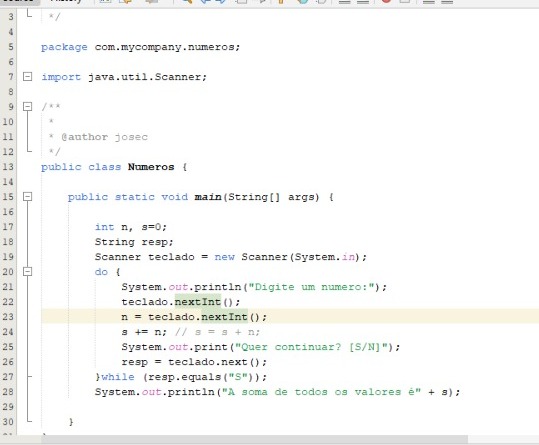 History
3 */
4
5 package com.mycompany.numeros;
6
7 import java.util.Scanner;
8
9 /**
10 *
11 * @author josec
12 */
13 public class Numeros {
14
15 public static void main(String[] args) {
16
17 int n, s=0;
18 String resp;
19 Scanner teclado = new Scanner(System.in);
20 do {
21 System.out.println("Digite um numero:");
22 teclado.nextInt();
23 n = teclado.nextInt();
24 s += n; // s = s + n;
25 System.out.print("Quer continuar? [S/N]");
26 resp = teclado.next();
27 }while (resp.equals("S"));
28 System.out.println("A soma de todos os valores é" + s);
29
30 }